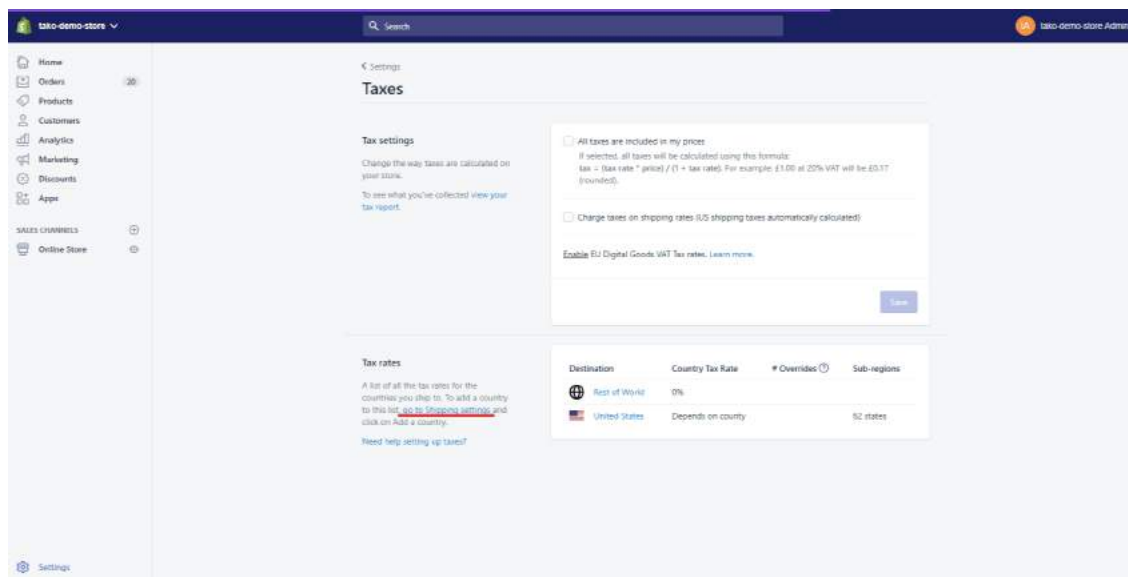 tako-demo-store
Search
IA tako-demo-store Admin
Home
Orders 20
Products
Customers
Analytics
Marketing
Discounts
Apps
SALES CHANNELS
Online Store
Settings
Settings
Taxes
Tax settings
Change the way taxes are calculated on
your store.
To see what you've collected view your
tax report.
All taxes are included in my prices
If selected, all taxes will be calculated using this formula:
tax = (tax rate * price) / (1 + tax rate). For example: £1.00 at 20% VAT will be £0.17
(rounded).
Charge taxes on shipping rates (US shipping taxes automatically calculated)
Enable EU Digital Goods VAT Tax rates. Learn more.
Save
Tax rates
A list of all the tax rates for the
countries you ship to. To add a country
to this list, go to Shipping settings and
click on Add a country.
Need help setting up taxes?
Destination Country Tax Rate # Overrides Sub-regions
Rest of World 0%
United States Depends on county 62 states